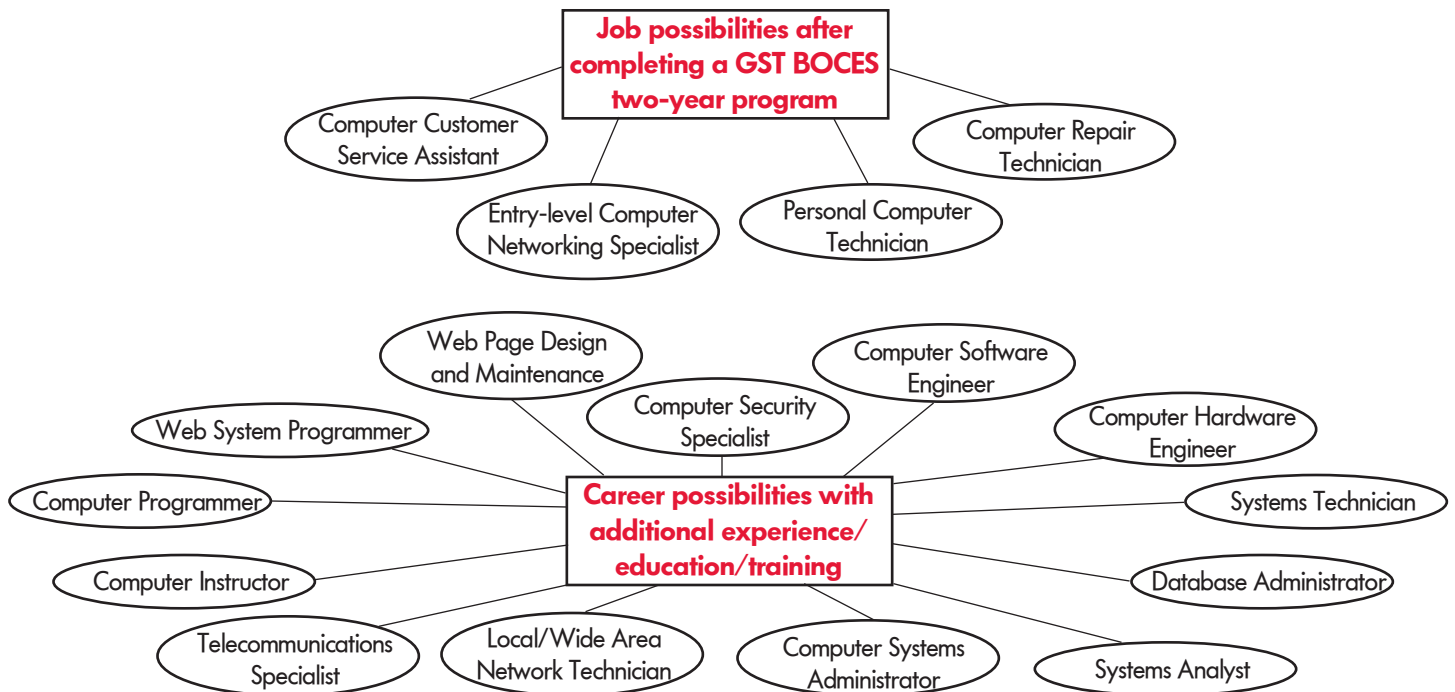 Job possibilities after
completing a GST BOCES
two-year program
Computer Customer
Service Assistant
Entry-level Computer
Networking Specialist
Personal Computer
Technician
Computer Repair
Technician
Web Page Design
and Maintenance
Computer Software
Engineer
Computer Security
Specialist
Web System Programmer
Computer Hardware
Engineer
Computer Programmer
Career possibilities with
additional experience/
education/training
Systems Technician
Computer Instructor
Database Administrator
Telecommunications
Specialist
Local/Wide Area
Network Technician
Computer Systems
Administrator
Systems Analyst